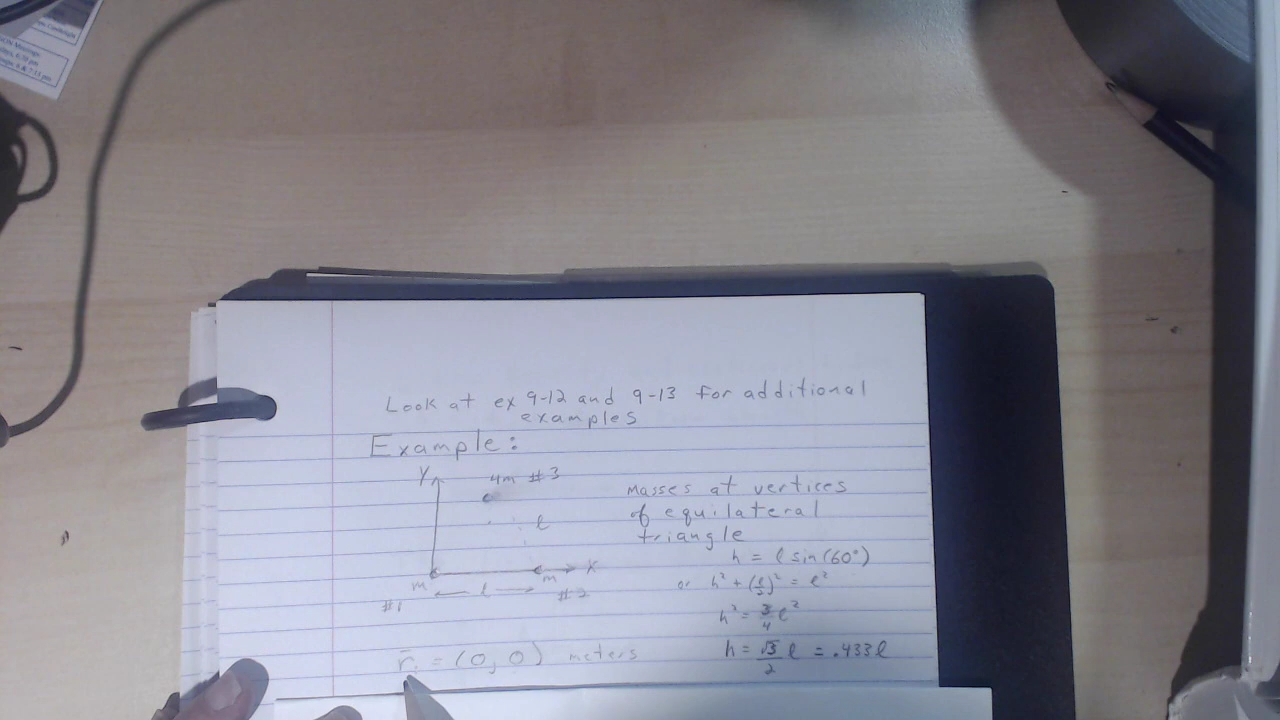 Look at ex 9-12 and 9-13 for additional
examples
Example:
Y
4m #3
l
m
X
m
l
#1
#2
Masses at vertices
of equilateral
triangle
h = l sin(60°)
or h² + (l/2)² = l²
h² = 3/4 l²
h = √3/2 l = .433l
r̄₁ = (0, 0) meters